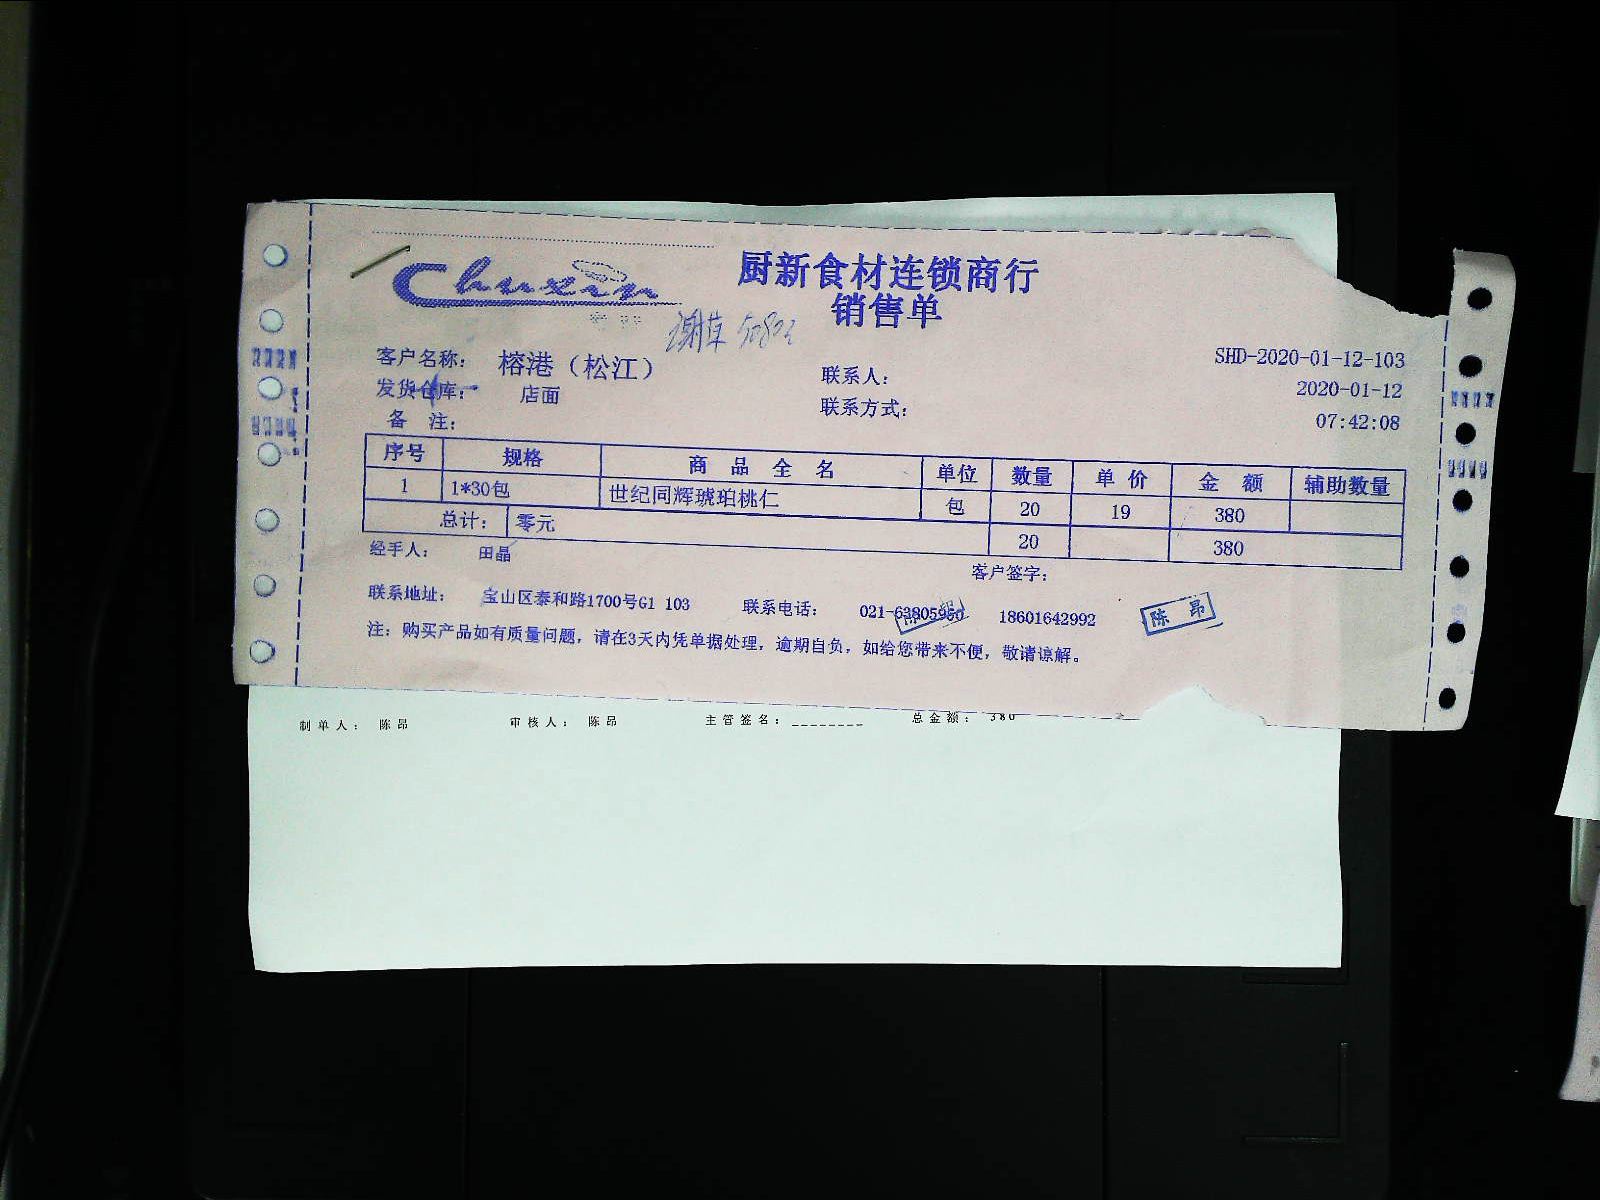 Chuxin
厨新食材连锁商行
销售单
客户名称： 榕港（松江） 联系人： SHD-2020-01-12-103
发货仓库： 店面 联系方式： 2020-01-12
备 注： 07:42:08
序号 规格 商品全名 单位 数量 单价 金额 辅助数量
1 1*30包 世纪同辉琥珀桃仁 包 20 19 380
总计： 零元 20 380
经手人： 田晶 客户签字：
联系地址： 宝山区泰和路1700号G1 103 联系电话： 021-63805950 18601642992 陈昂
注：购买产品如有质量问题，请在3天内凭单据处理，逾期自负，如给您带来不便，敬请谅解。
制单人： 陈昂 审核人： 陈昂 主管签名：________ 总金额： 380